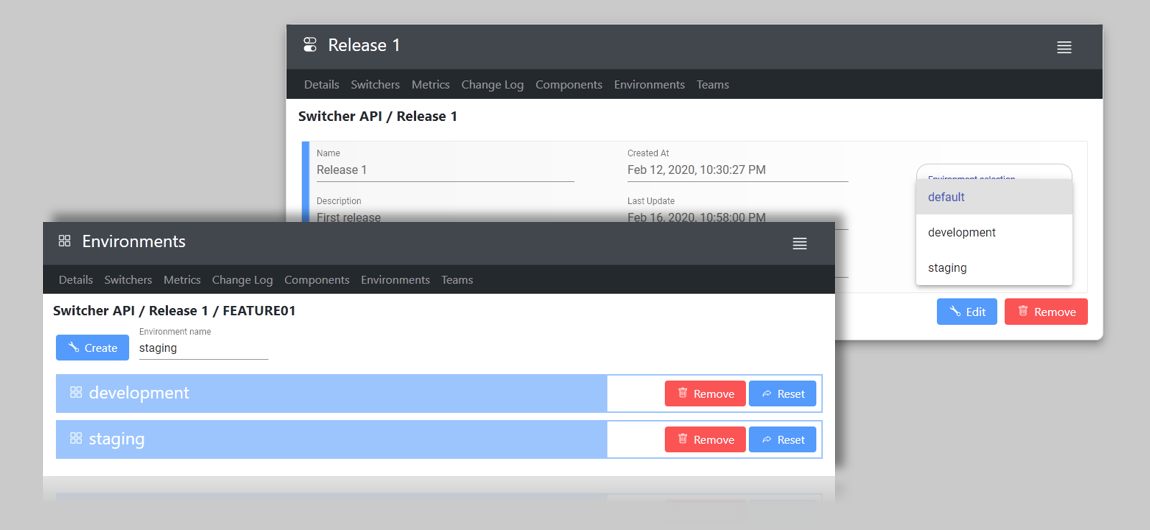 Release 1
Details Switchers Metrics Change Log Components Environments Teams
Switcher API / Release 1
Name
Release 1
Created At
Feb 12, 2020, 10:30:27 PM
Description
First release
Last Update
Feb 16, 2020, 10:58:00 PM
Environment selection
default
development
staging
Edit
Remove
Environments
Details Switchers Metrics Change Log Components Environments Teams
Switcher API / Release 1 / FEATURE01
Create
Environment name
staging
development
Remove
Reset
staging
Remove
Reset